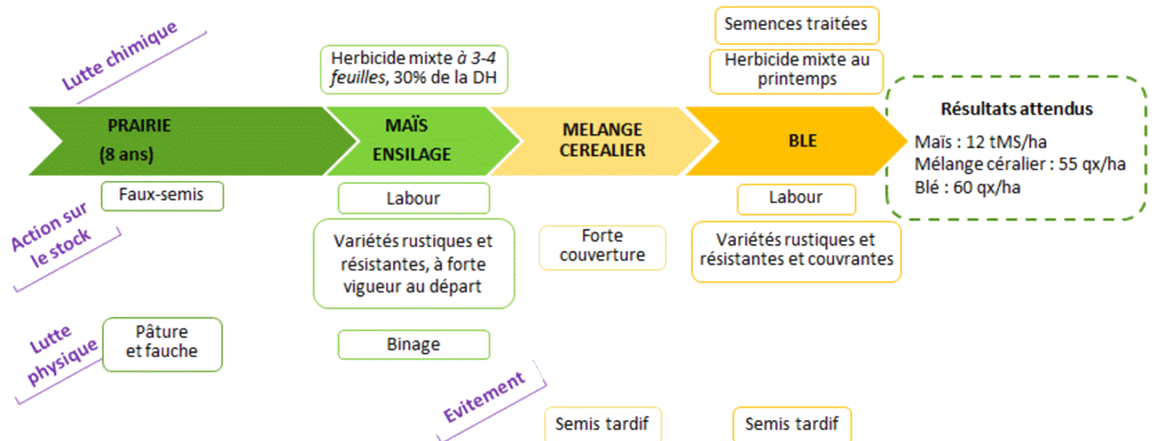 Lutte chimique
Herbicide mixte à 3-4
feuilles, 30% de la DH
Semences traitées
Herbicide mixte au
printemps
PRAIRIE
(8 ans)
MAÏS
ENSILAGE
MELANGE
CEREALIER
BLE
Résultats attendus
Maïs : 12 tMS/ha
Mélange céralier : 55 qx/ha
Blé : 60 qx/ha
Action sur
le stock
Faux-semis
Labour
Variétés rustiques et
résistantes, à forte
vigueur au départ
Forte
couverture
Labour
Variétés rustiques et
résistantes et couvrantes
Lutte
physique
Pâture
et fauche
Binage
Evitement
Semis tardif
Semis tardif